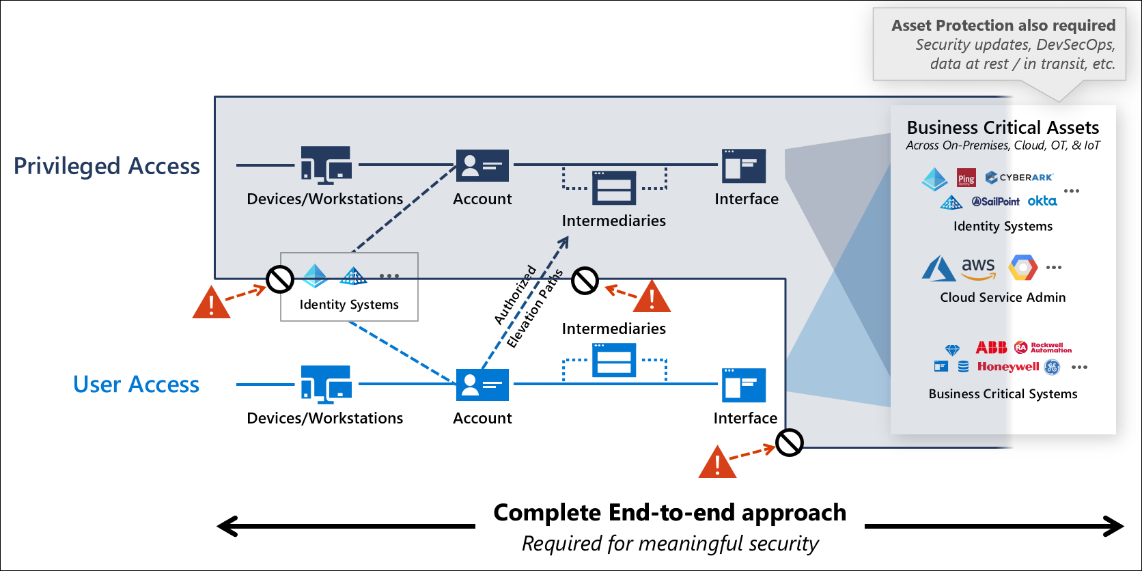 Asset Protection also required
Security updates, DevSecOps,
data at rest / in transit, etc.
Business Critical Assets
Across On-Premises, Cloud, OT, & IoT
Privileged Access
Devices/Workstations
Account
Intermediaries
Interface
Ping
CYBERARK
SailPoint
okta
Identity Systems
Identity Systems
Authorized
Elevation Paths
aws
Cloud Service Admin
Intermediaries
ABB
RA
Rockwell
Automation
Honeywell
Business Critical Systems
User Access
Devices/Workstations
Account
Interface
Complete End-to-end approach
Required for meaningful security